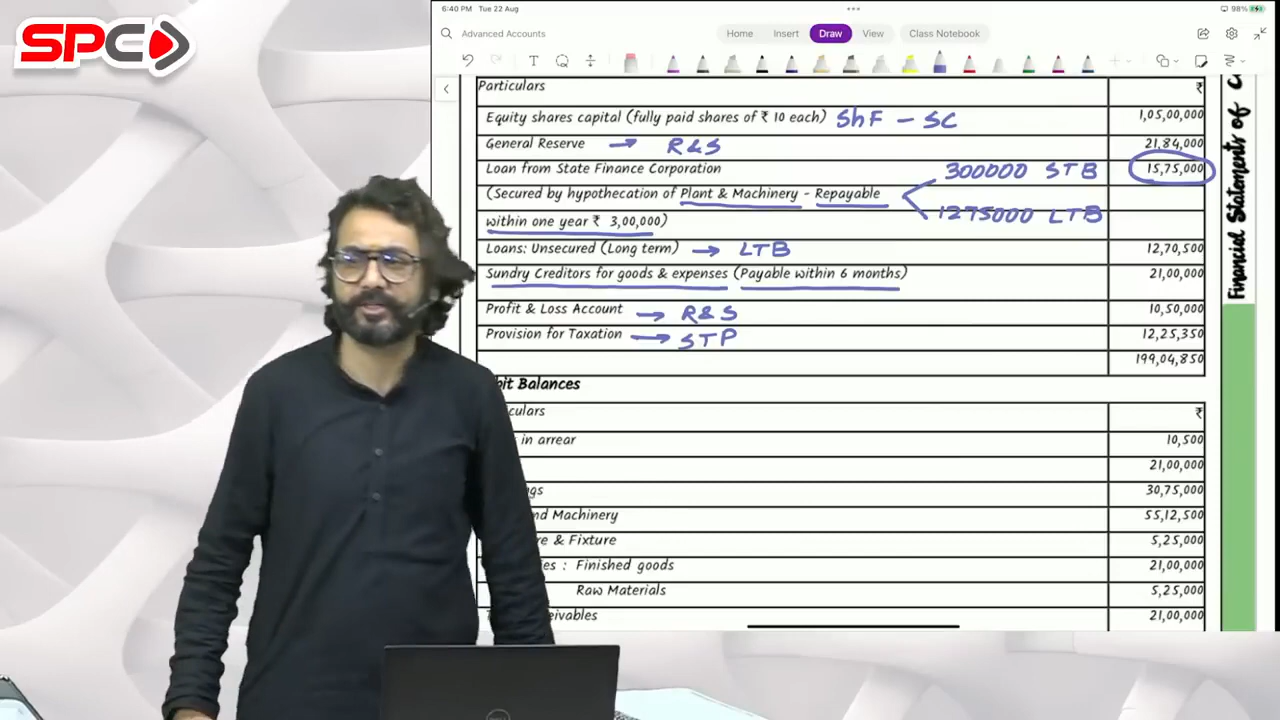 SPC
6:40 PM Tue 22 Aug
98%
Advanced Accounts
Home Insert Draw View Class Notebook
Particulars ₹
Equity shares capital (fully paid shares of ₹ 10 each) ShF - SC 1,05,00,000
General Reserve → R&S 21,84,000
Loan from State Finance Corporation 300000 STB 15,75,000
(Secured by hypothecation of Plant & Machinery - Repayable
1275000 LTB
within one year ₹ 3,00,000)
Loans: Unsecured (Long term) → LTB 12,70,500
Sundry Creditors for goods & expenses (Payable within 6 months) 21,00,000
Profit & Loss Account → R&S 10,50,000
Provision for Taxation → STP 12,25,350
199,04,850
bit Balances
culars ₹
in arrear 10,500
21,00,000
ngs 30,75,000
nd Machinery 55,12,500
re & Fixture 5,25,000
ies : Finished goods 21,00,000
Raw Materials 5,25,000
eivables 21,00,000
Financial Statements of C